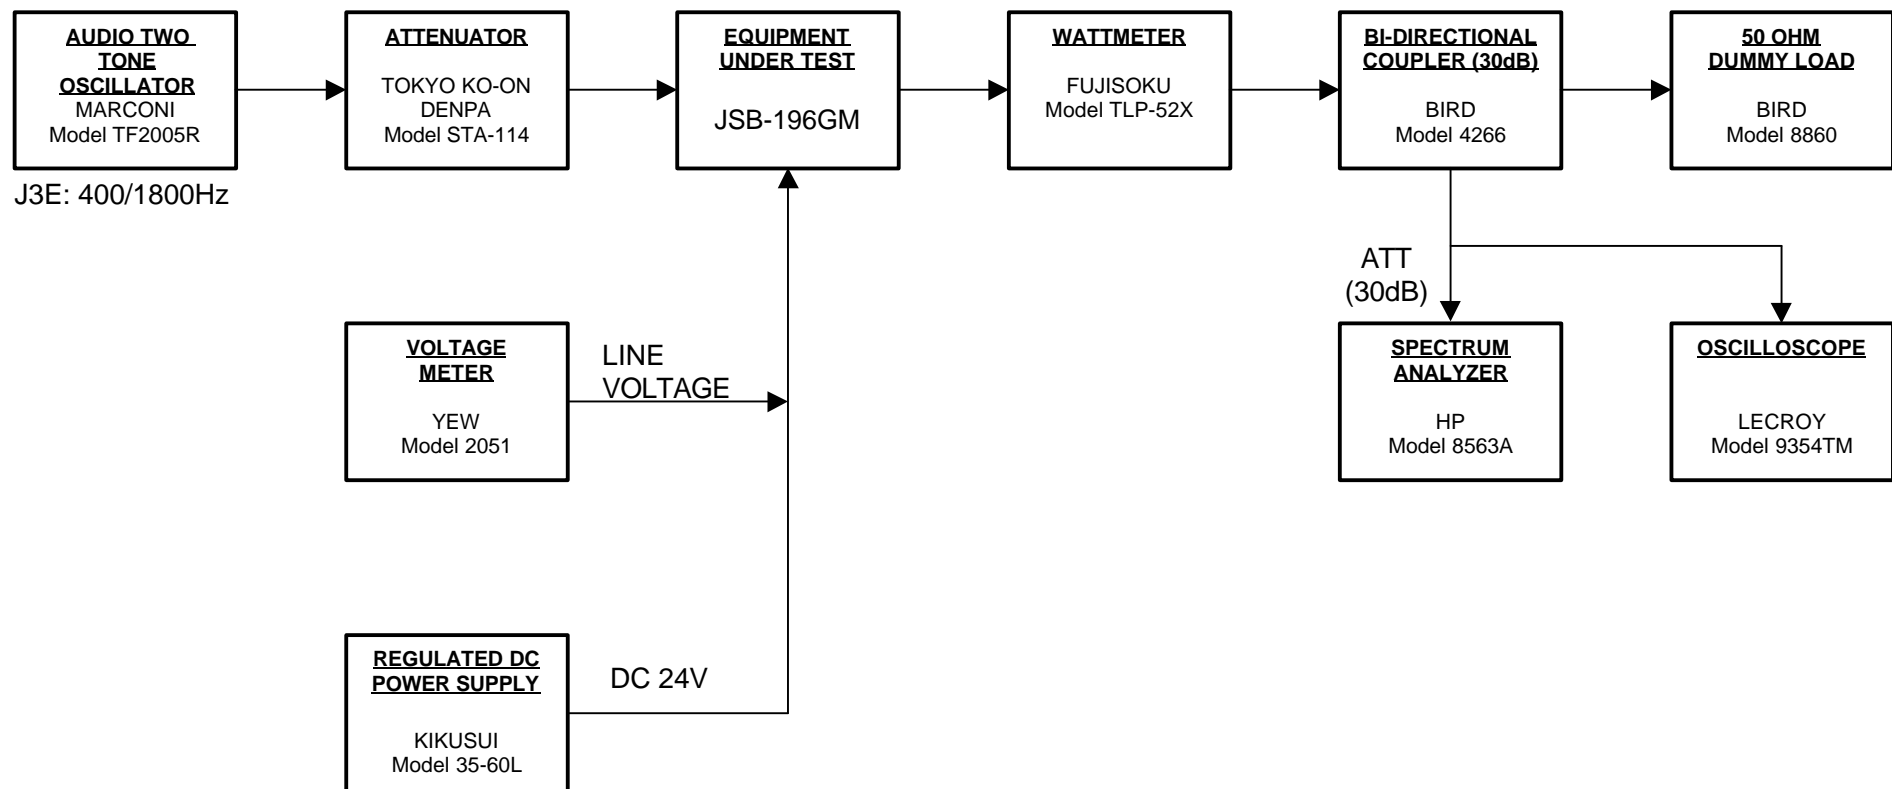 AUDIO TWO
TONE
OSCILLATOR
MARCONI
Model TF2005R
J3E: 400/1800Hz
ATTENUATOR
TOKYO KO-ON
DENPA
Model STA-114
EQUIPMENT
UNDER TEST
JSB-196GM
WATTMETER
FUJISOKU
Model TLP-52X
BI-DIRECTIONAL
COUPLER (30dB)
BIRD
Model 4266
50 OHM
DUMMY LOAD
BIRD
Model 8860
ATT
(30dB)
VOLTAGE
METER
YEW
Model 2051
LINE
VOLTAGE
SPECTRUM
ANALYZER
HP
Model 8563A
OSCILLOSCOPE
LECROY
Model 9354TM
REGULATED DC
POWER SUPPLY
KIKUSUI
Model 35-60L
DC 24V